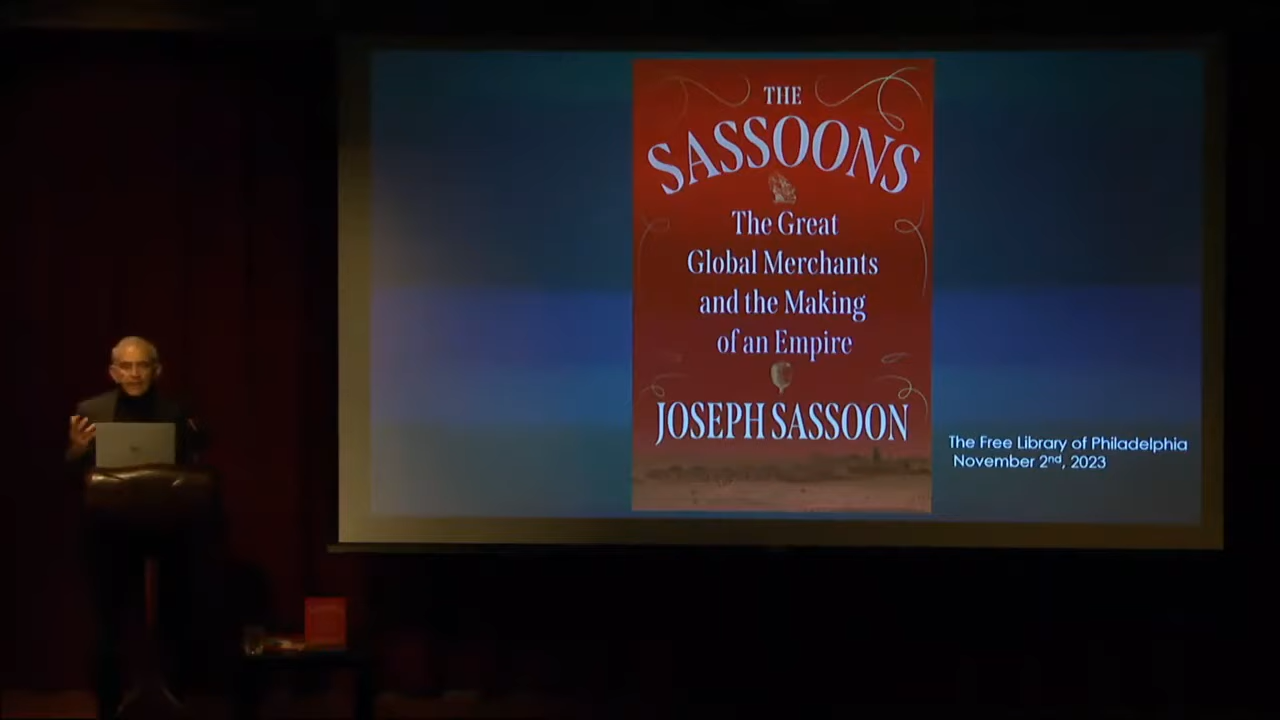 THE
SASSOONS
The Great
Global Merchants
and the Making
of an Empire
JOSEPH SASSOON
The Free Library of Philadelphia
November 2nd, 2023